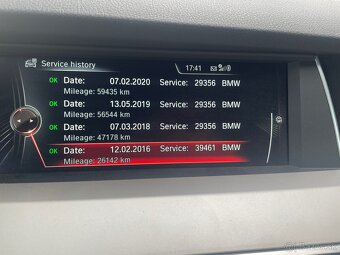 Service history 17:41
OK Date: 07.02.2020 Service: 29356 BMW
Mileage: 59435 km
OK Date: 13.05.2019 Service: 29356 BMW
Mileage: 56544 km
OK Date: 07.03.2018 Service: 29356 BMW
Mileage: 47178 km
OK Date: 12.02.2016 Service: 39461 BMW
Mileage: 26142 km